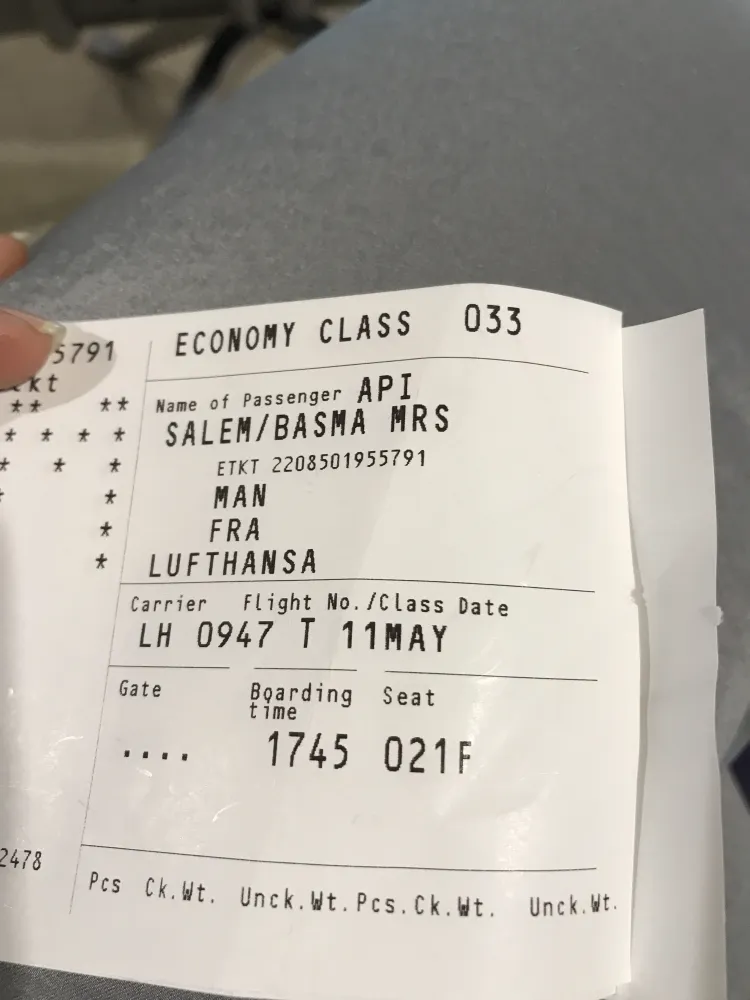 5791
kt
** **
* * * *
* * *
*
*
*
2478
ECONOMY CLASS 033
Name of Passenger API
SALEM/BASMA MRS
ETKT 2208501955791
MAN
FRA
LUFTHANSA
Carrier Flight No./Class Date
LH 0947 T 11MAY
Gate Boarding time Seat
.... 1745 021F
Pcs Ck.Wt. Unck.Wt. Pcs. Ck.Wt. Unck.Wt.